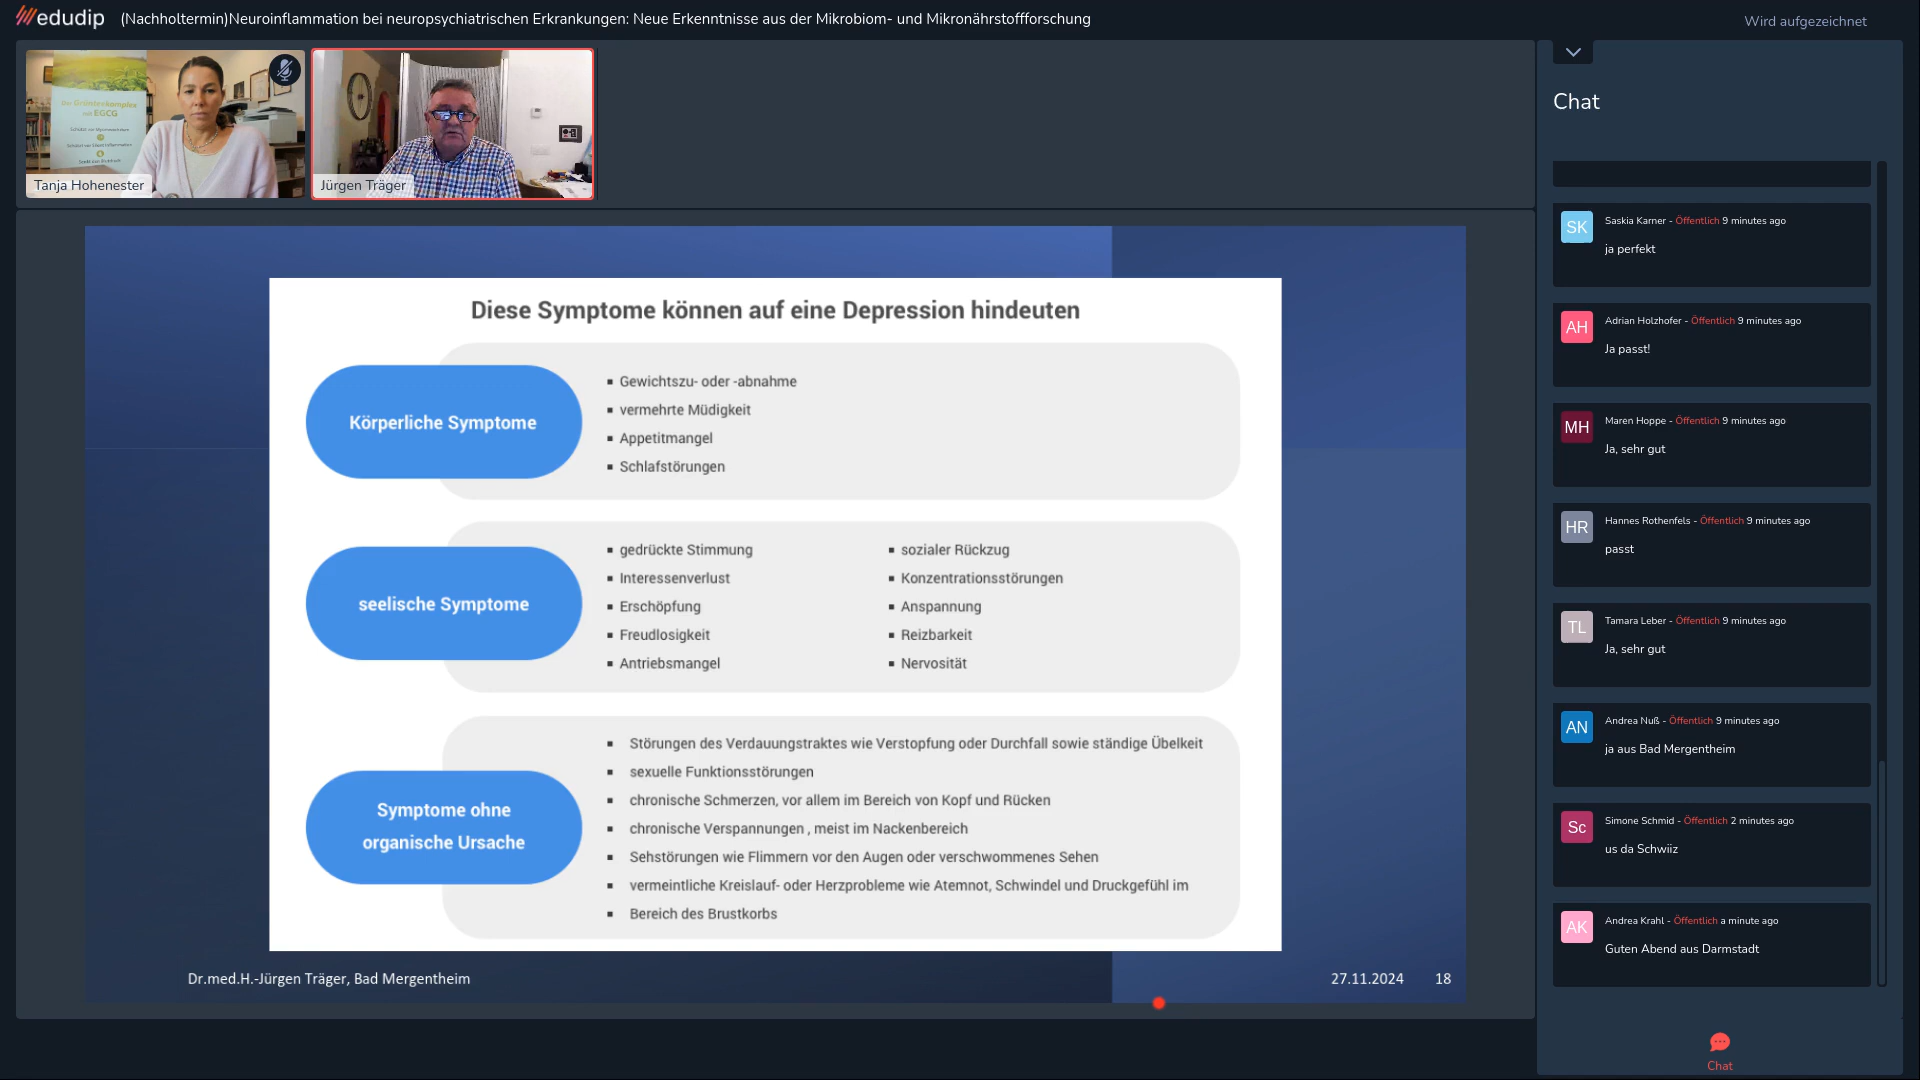 edudip
(Nachholtermin)Neuroinflammation bei neuropsychiatrischen Erkrankungen: Neue Erkenntnisse aus der Mikrobiom- und Mikronährstoffforschung
Wird aufgezeichnet
Die Grünteekampfes
mit EGCG
Tanja Hohenester
Jürgen Träger
Diese Symptome können auf eine Depression hindeuten
Körperliche Symptome
▪ Gewichtszu- oder -abnahme
▪ vermehrte Müdigkeit
▪ Appetitmangel
▪ Schlafstörungen
seelische Symptome
▪ gedrückte Stimmung
▪ Interessenverlust
▪ Erschöpfung
▪ Freudlosigkeit
▪ Antriebsmangel
▪ sozialer Rückzug
▪ Konzentrationsstörungen
▪ Anspannung
▪ Reizbarkeit
▪ Nervosität
Symptome ohne
organische Ursache
▪ Störungen des Verdauungstraktes wie Verstopfung oder Durchfall sowie ständige Übelkeit
▪ sexuelle Funktionsstörungen
▪ chronische Schmerzen, vor allem im Bereich von Kopf und Rücken
▪ chronische Verspannungen , meist im Nackenbereich
▪ Sehstörungen wie Flimmern vor den Augen oder verschwommenes Sehen
▪ vermeintliche Kreislauf- oder Herzprobleme wie Atemnot, Schwindel und Druckgefühl im
▪ Bereich des Brustkorbs
Dr.med.H.-Jürgen Träger, Bad Mergentheim
27.11.2024
18
Chat
SK
Saskia Karner - Öffentlich 9 minutes ago
ja perfekt
AH
Adrian Holzhofer - Öffentlich 9 minutes ago
Ja passt!
MH
Maren Hoppe - Öffentlich 9 minutes ago
Ja, sehr gut
HR
Hannes Rothenfels - Öffentlich 9 minutes ago
passt
TL
Tamara Leber - Öffentlich 9 minutes ago
Ja, sehr gut
AN
Andrea Nuß - Öffentlich 9 minutes ago
ja aus Bad Mergentheim
Sc
Simone Schmid - Öffentlich 2 minutes ago
us da Schwiiz
AK
Andrea Krahl - Öffentlich a minute ago
Guten Abend aus Darmstadt
Chat